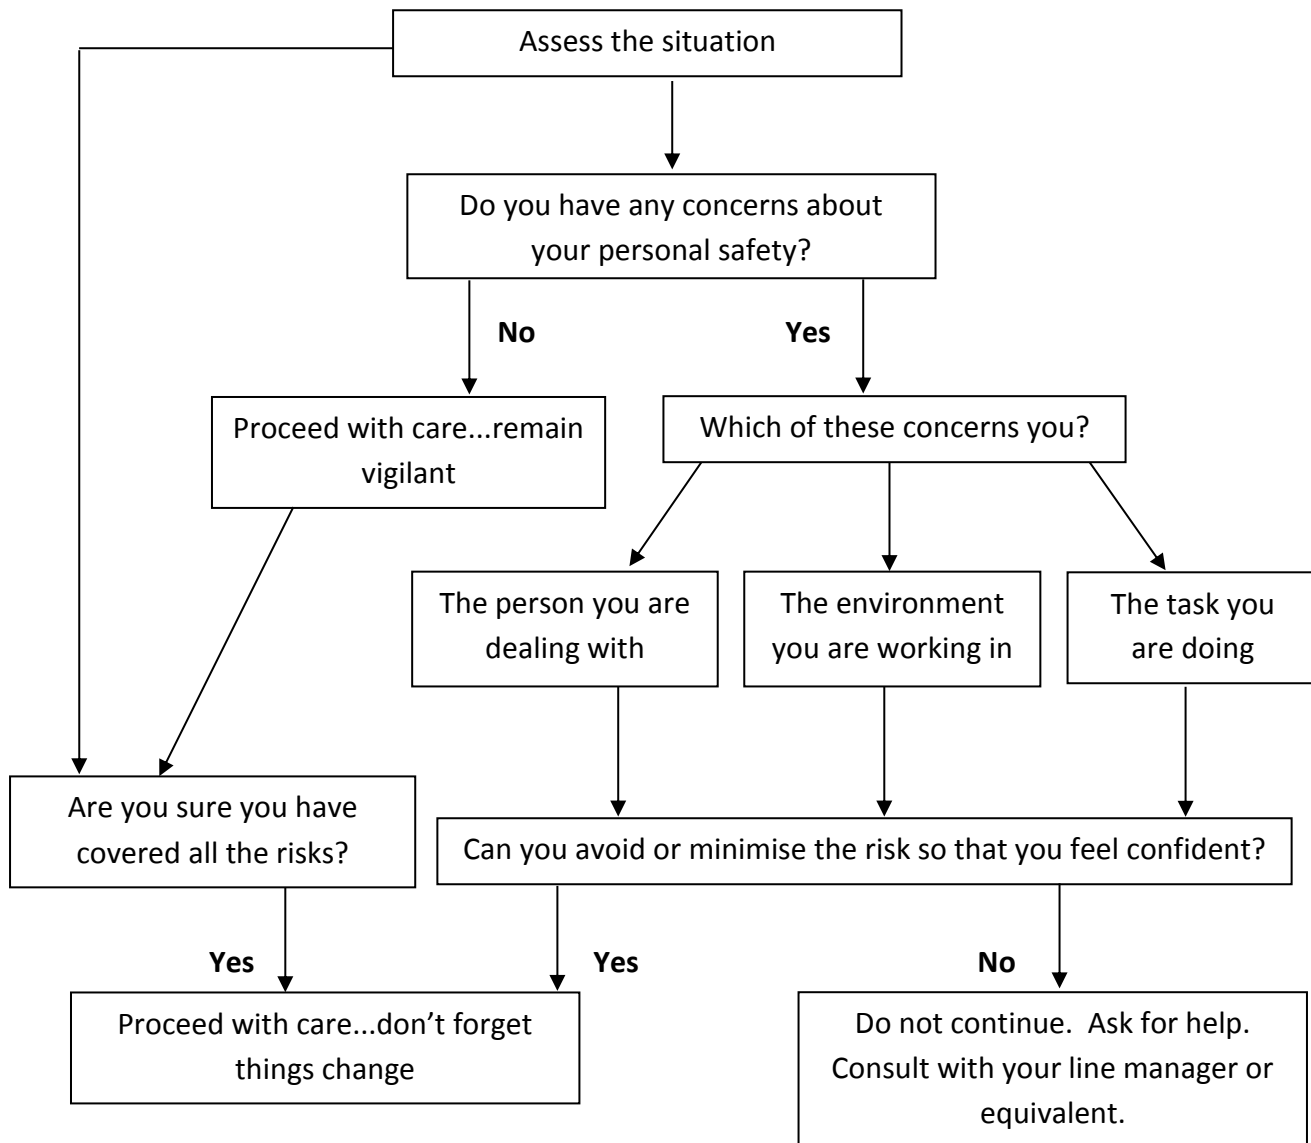 Assess the situation
Do you have any concerns about
your personal safety?
No
Yes
Proceed with care...remain
vigilant
Which of these concerns you?
The person you are
dealing with
The environment
you are working in
The task you
are doing
Are you sure you have
covered all the risks?
Can you avoid or minimise the risk so that you feel confident?
Yes
Yes
No
Proceed with care...don’t forget
things change
Do not continue.  Ask for help.
Consult with your line manager or
equivalent.